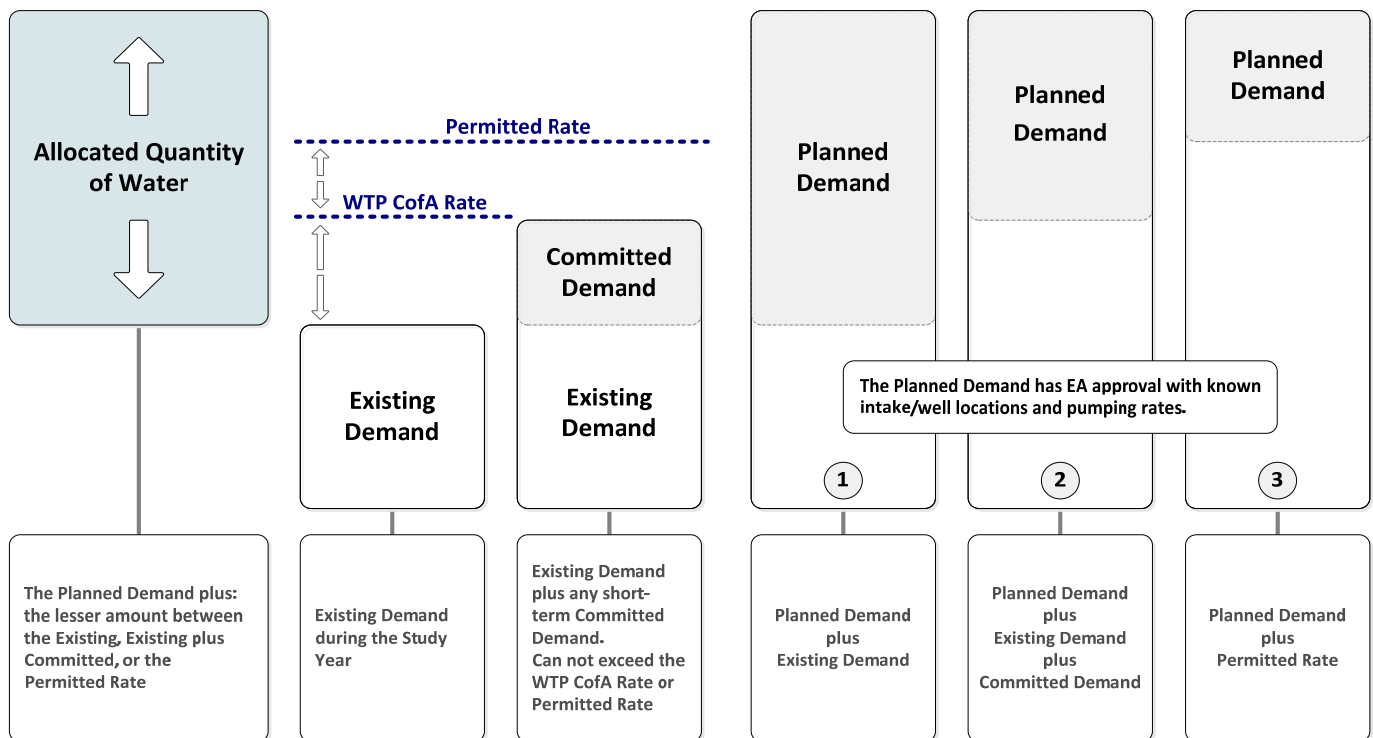 Allocated Quantity
of Water
Permitted Rate
WTP CofA Rate
Existing
Demand
Committed
Demand
Existing
Demand
Planned
Demand
Planned
Demand
Planned
Demand
The Planned Demand has EA approval with known
intake/well locations and pumping rates.
1
2
3
The Planned Demand plus:
the lesser amount between
the Existing, Existing plus
Committed, or the
Permitted Rate
Existing Demand
during the Study
Year
Existing Demand
plus any short-
term Committed
Demand.
Can not exceed the
WTP CofA Rate or
Permitted Rate
Planned Demand
plus
Existing Demand
Planned Demand
plus
Existing Demand
plus
Committed Demand
Planned Demand
plus
Permitted Rate